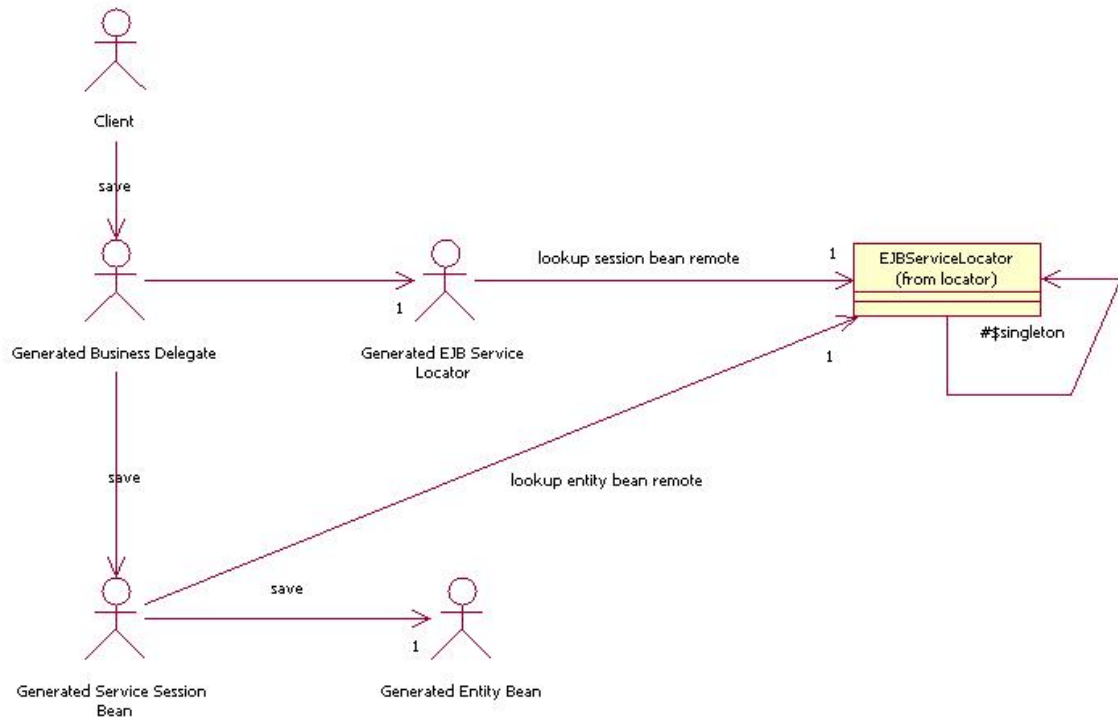 Client
save
lookup session bean remote
1
EJBServiceLocator
(from locator)
1
#$singleton
Generated Business Delegate
Generated EJB Service
Locator
1
save
lookup entity bean remote
save
1
Generated Service Session
Bean
Generated Entity Bean